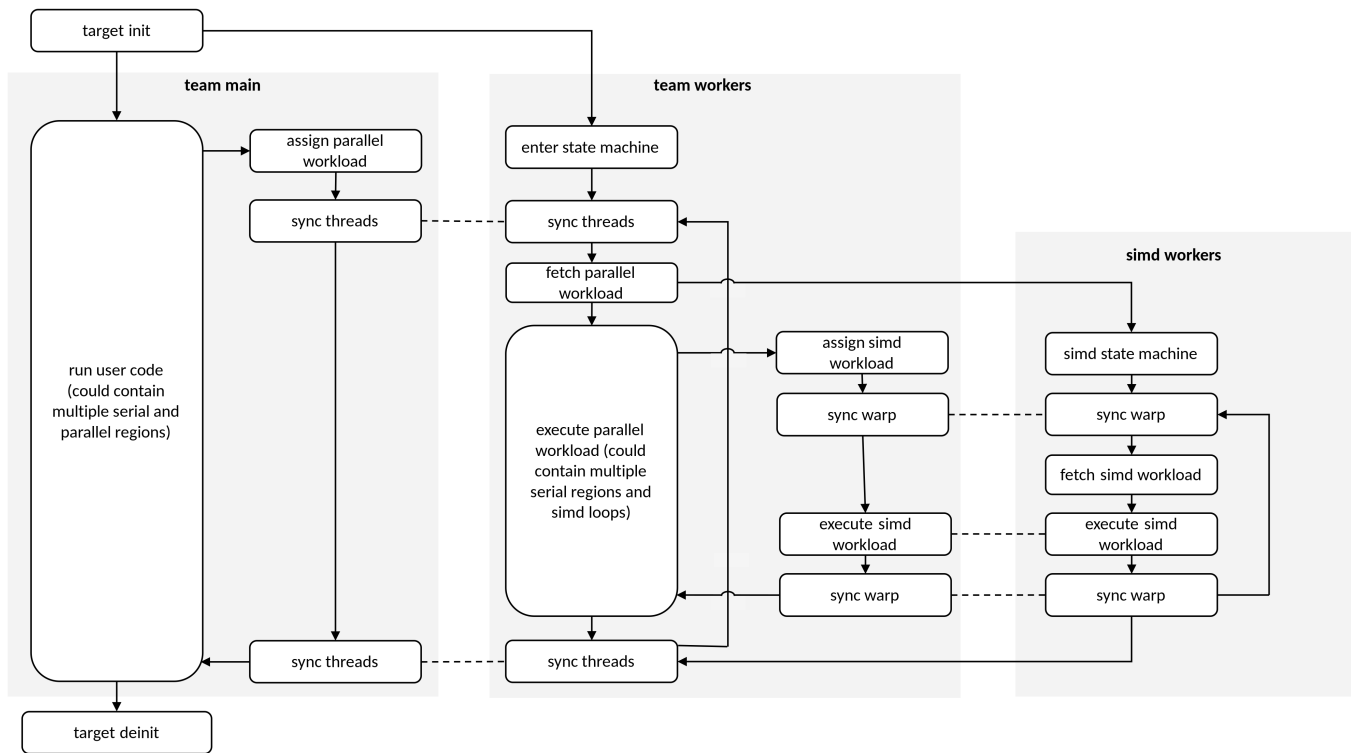 target init
team main
team workers
assign parallel
workload
enter state machine
sync threads
sync threads
simd workers
fetch parallel
workload
assign simd
workload
simd state machine
run user code
(could contain
multiple serial and
parallel regions)
sync warp
sync warp
execute parallel
workload (could
contain multiple
serial regions and
simd loops)
fetch simd workload
execute simd
workload
execute simd
workload
sync warp
sync warp
sync threads
sync threads
target deinit